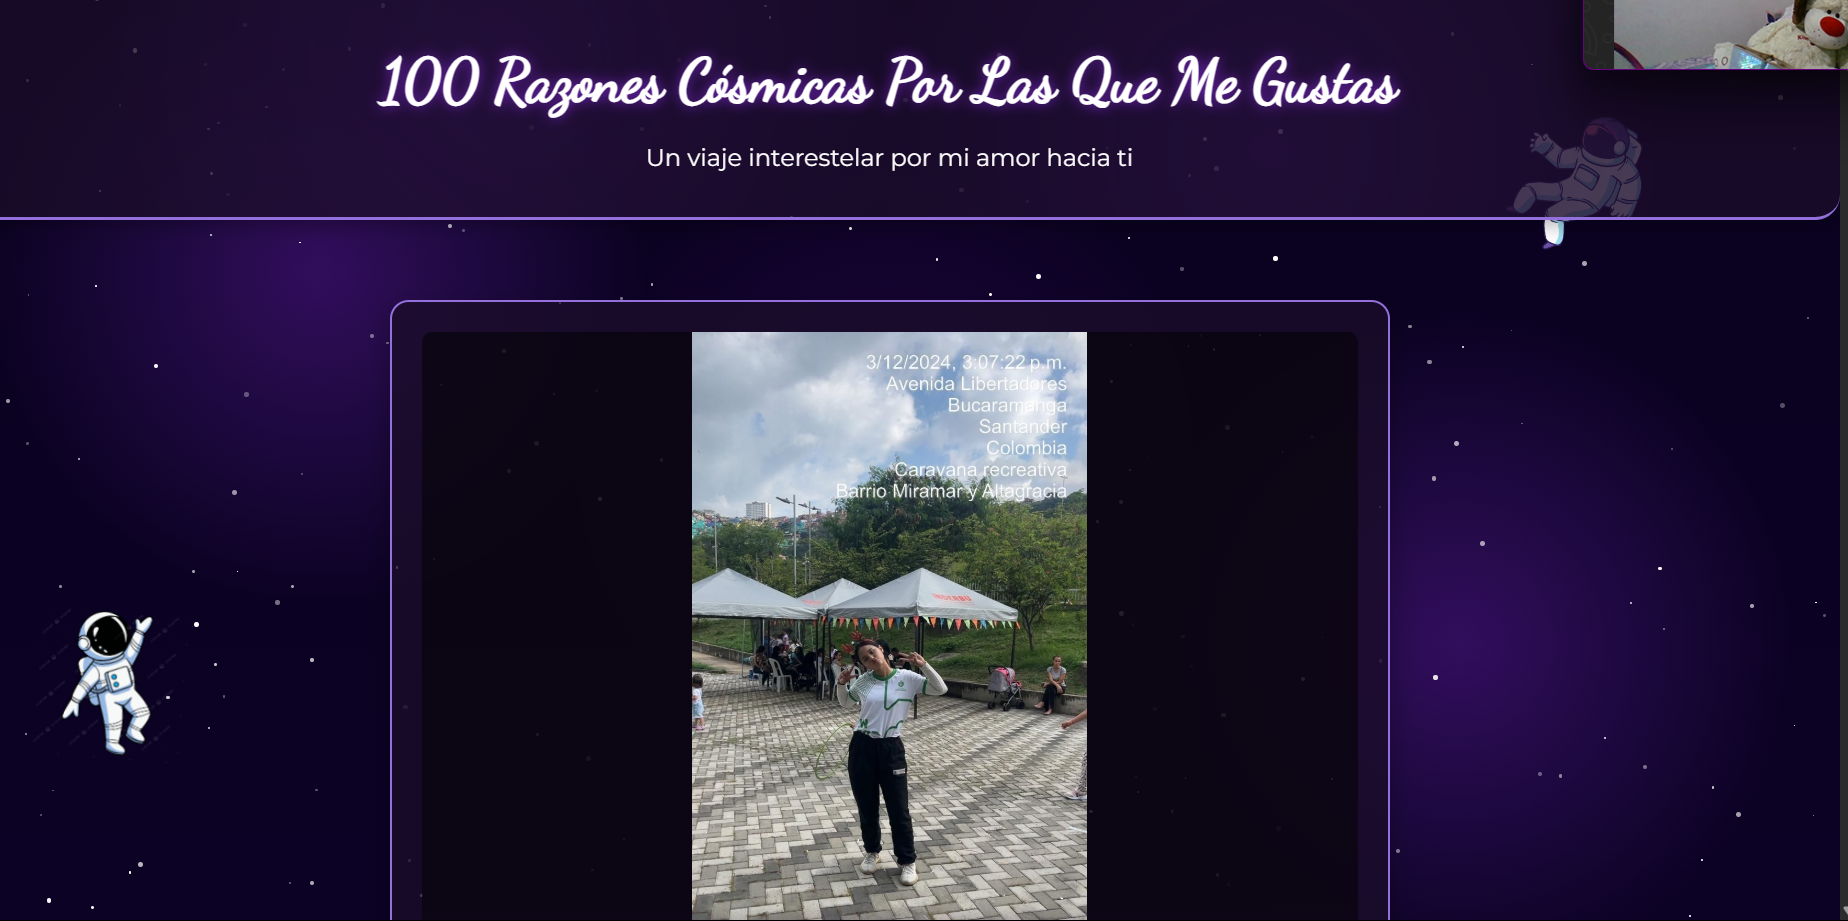 100 Razones Cósmicas Por Las Que Me Gustas
Un viaje interestelar por mi amor hacia ti
3/12/2024, 3:07:22 p.m.
Avenida Libertadores
Bucaramanga
Santander
Colombia
Caravana recreativa
Barrio Miramar y Altagracia
INDERBU